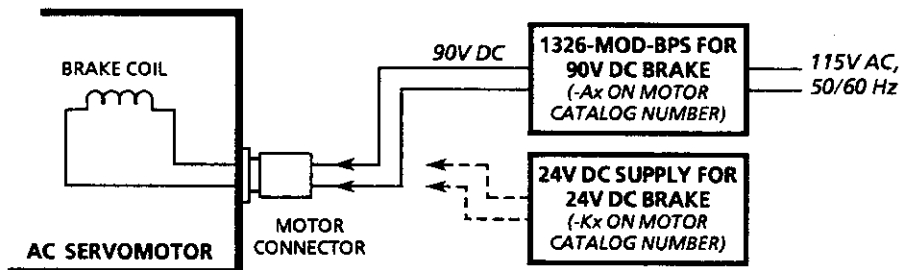 BRAKE COIL
AC SERVOMOTOR
MOTOR
CONNECTOR
90V DC
1326-MOD-BPS FOR
90V DC BRAKE
(-Ax ON MOTOR
CATALOG NUMBER)
115V AC,
50/60 Hz
24V DC SUPPLY FOR
24V DC BRAKE
(-Kx ON MOTOR
CATALOG NUMBER)